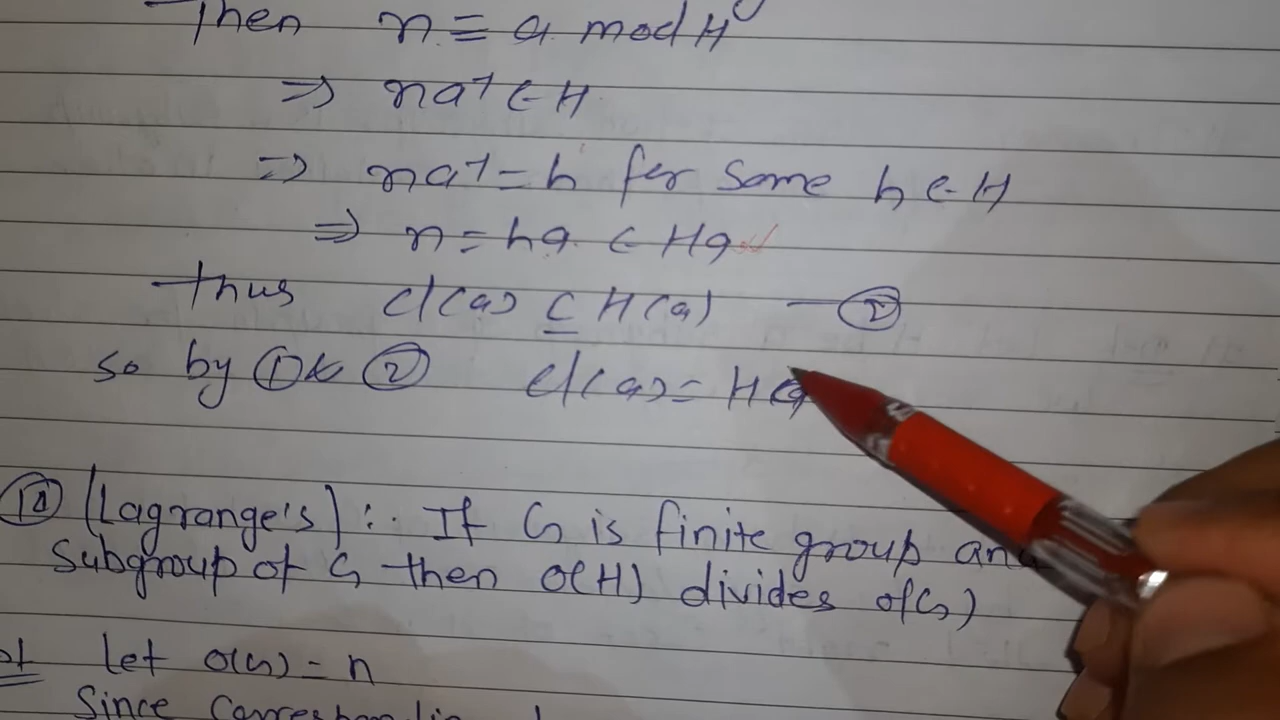 Then x ≡ a mod H
⇒ xa⁻¹ ∈ H
⇒ xa⁻¹ = h for some h ∈ H
⇒ x = ha ∈ Ha
Thus cl(a) ⊆ H(a) — ②
so by ① & ② cl(a) = Ha
(Lagrange's) :. If G is finite group and
subgroup of G then o(H) divides o(G)
let o(G) = n
Since